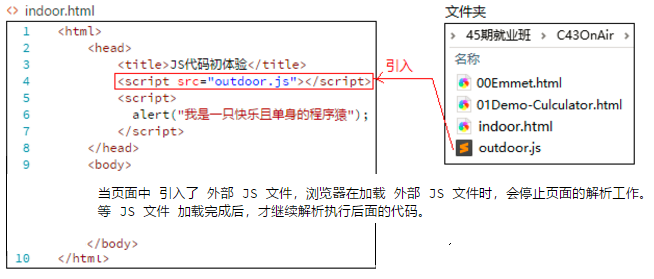 indoor.html
1 <html>
2 <head>
3 <title>JS代码初体验</title>
4 <script src="outdoor.js"></script>
5 <script>
6 alert("我是一只快乐且单身的程序猿");
7 </script>
8 </head>
9 <body>
当页面中 引入了 外部 JS 文件，浏览器在加载 外部 JS 文件时，会停止页面的解析工作。
等 JS 文件 加载完成后，才继续解析执行后面的代码。
</body>
10 </html>
引入
文件夹
45期就业班 > C43OnAir >
名称
00Emmet.html
01Demo-Culculator.html
indoor.html
outdoor.js